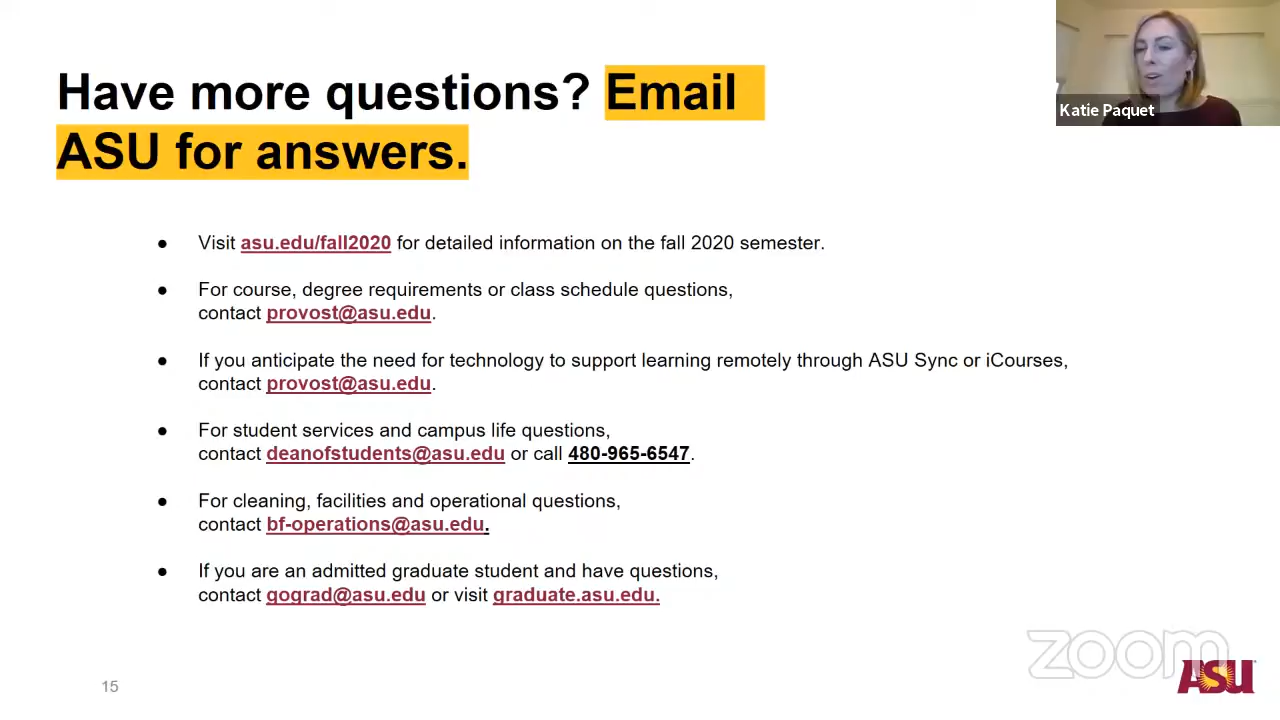 Have more questions? Email
ASU for answers.
Katie Paquet
● Visit asu.edu/fall2020 for detailed information on the fall 2020 semester.
● For course, degree requirements or class schedule questions,
contact provost@asu.edu.
● If you anticipate the need for technology to support learning remotely through ASU Sync or iCourses,
contact provost@asu.edu.
● For student services and campus life questions,
contact deanofstudents@asu.edu or call 480-965-6547.
● For cleaning, facilities and operational questions,
contact bf-operations@asu.edu.
● If you are an admitted graduate student and have questions,
contact gograd@asu.edu or visit graduate.asu.edu.
zoom
ASU
15